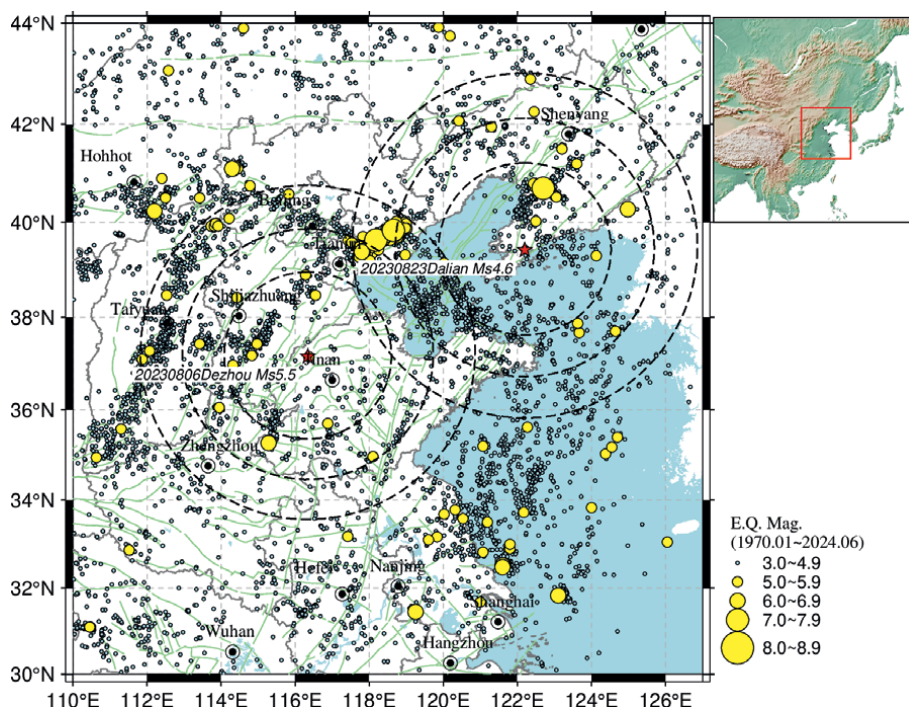 44°N
42°N
40°N
38°N
36°N
34°N
32°N
30°N
110°E
112°E
114°E
116°E
118°E
120°E
122°E
124°E
126°E
Shenyang
Hohhot
Beijing
Tianjin
20230823Dalian Ms4.6
Shijiazhuang
Taiyuan
Jinan
20230806Dezhou Ms5.5
Zhengzhou
Hefei
Nanjing
Shanghai
Wuhan
Hangzhou
E.Q. Mag.
(1970.01~2024.06)
3.0~4.9
5.0~5.9
6.0~6.9
7.0~7.9
8.0~8.9